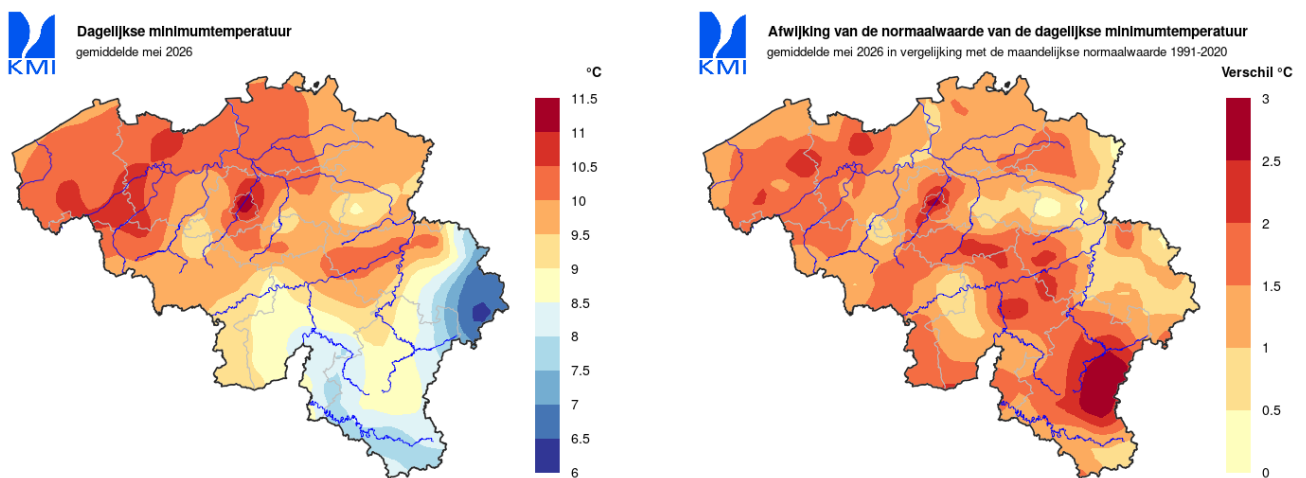 KMI
Dagelijkse minimumtemperatuur
gemiddelde mei 2026
°C
11.5
11
10.5
10
9.5
9
8.5
8
7.5
7
6.5
6
KMI
Afwijking van de normaalwaarde van de dagelijkse minimumtemperatuur
gemiddelde mei 2026 in vergelijking met de maandelijkse normaalwaarde 1991-2020
Verschil °C
3
2.5
2
1.5
1
0.5
0